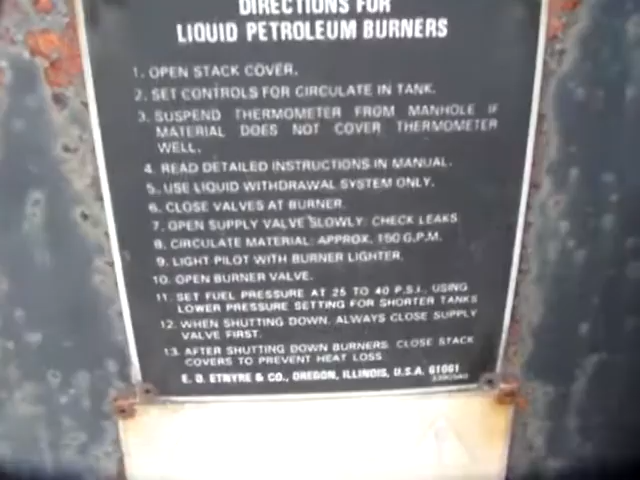 DIRECTIONS FOR
LIQUID PETROLEUM BURNERS
1. OPEN STACK COVER.
2. SET CONTROLS FOR CIRCULATE IN TANK.
3. SUSPEND THERMOMETER FROM MANHOLE IF
MATERIAL DOES NOT COVER THERMOMETER
WELL.
4. READ DETAILED INSTRUCTIONS IN MANUAL.
5. USE LIQUID WITHDRAWAL SYSTEM ONLY.
6. CLOSE VALVES AT BURNER.
7. OPEN SUPPLY VALVE SLOWLY: CHECK LEAKS
8. CIRCULATE MATERIAL: APPROX. 150 G.P.M.
9. LIGHT PILOT WITH BURNER LIGHTER.
10. OPEN BURNER VALVE.
11. SET FUEL PRESSURE AT 25 TO 40 P.S.I., USING
LOWER PRESSURE SETTING FOR SHORTER TANKS
12. WHEN SHUTTING DOWN, ALWAYS CLOSE SUPPLY
VALVE FIRST.
13. AFTER SHUTTING DOWN BURNERS, CLOSE STACK
COVERS TO PREVENT HEAT LOSS
E. D. ETNYRE & CO., OREGON, ILLINOIS, U.S.A. 61061